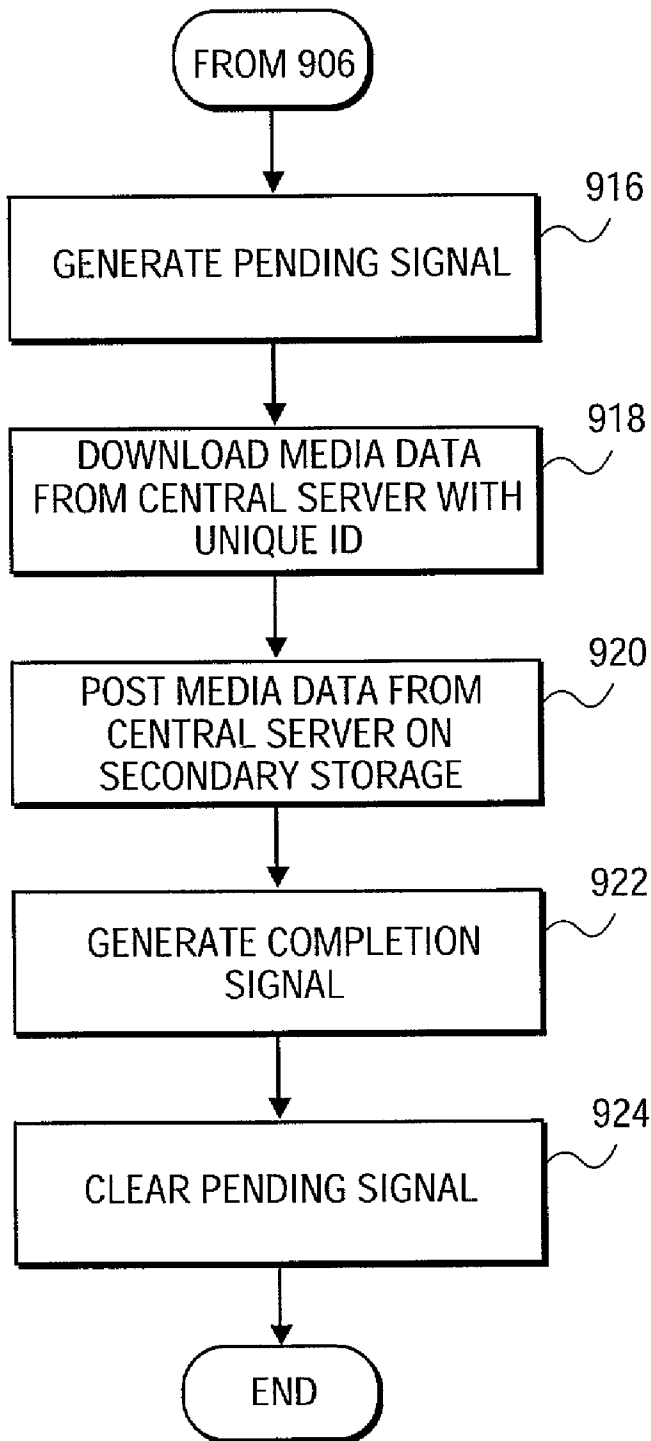 FROM 906
916
GENERATE PENDING SIGNAL
918
DOWNLOAD MEDIA DATA
FROM CENTRAL SERVER WITH
UNIQUE ID
920
POST MEDIA DATA FROM
CENTRAL SERVER ON
SECONDARY STORAGE
922
GENERATE COMPLETION
SIGNAL
924
CLEAR PENDING SIGNAL
END